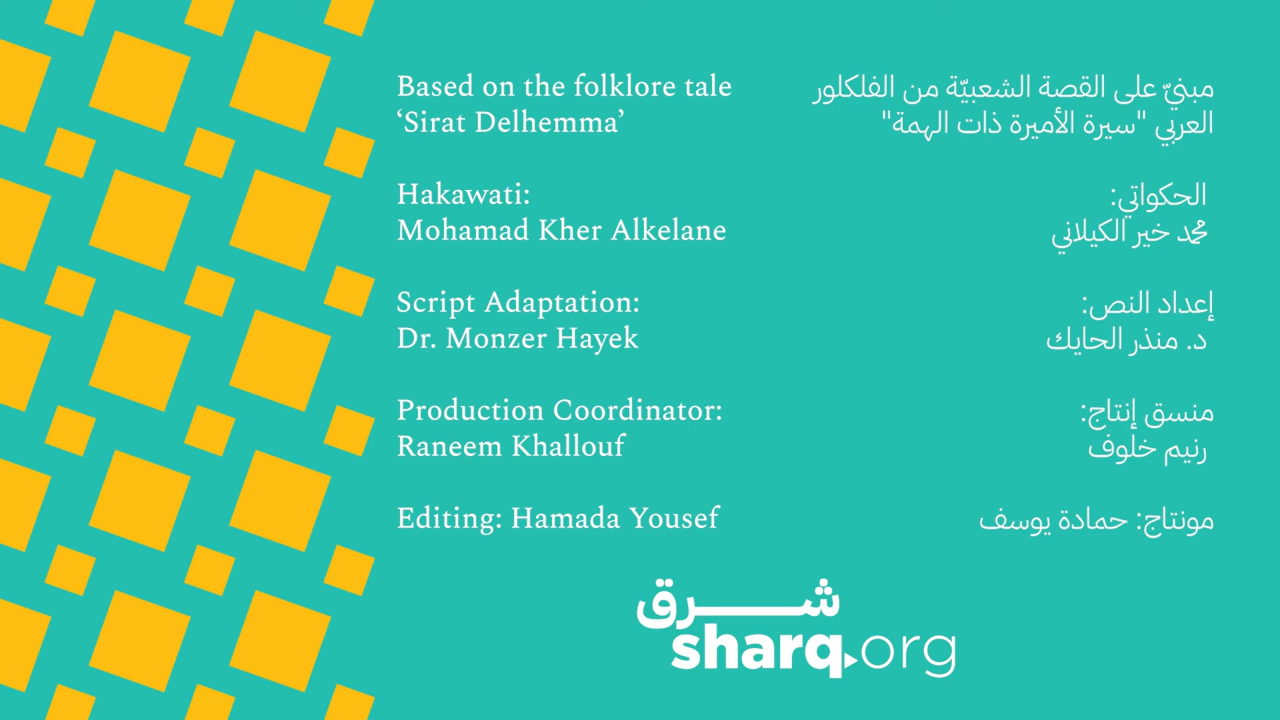 Based on the folklore tale
‘Sirat Delhemma’
Hakawati:
Mohamad Kher Alkelane
Script Adaptation:
Dr. Monzer Hayek
Production Coordinator:
Raneem Khallouf
Editing: Hamada Yousef
مبنيّ على القصة الشعبيّة من الفلكلور
العربي "سيرة الأميرة ذات الهمة"
الحكواتي:
محمد خير الكيلاني
إعداد النص:
د. منذر الحايك
منسق إنتاج:
رنيم خلوف
مونتاج: حمادة يوسف
شرق
sharq.org